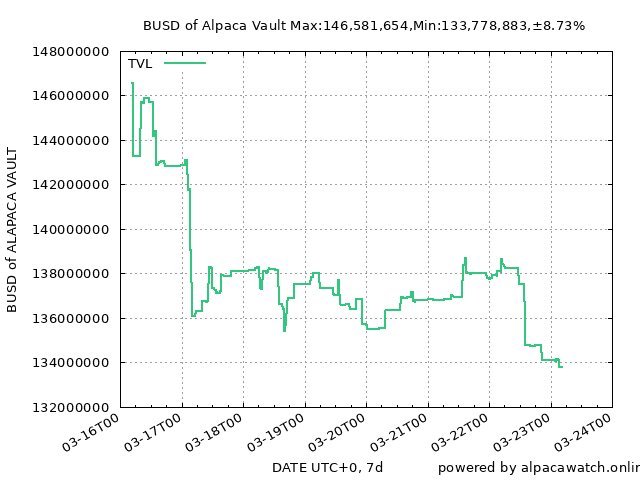 BUSD of Alpaca Vault Max:146,581,654,Min:133,778,883,±8.73%
148000000
TVL
146000000
144000000
142000000
140000000
138000000
136000000
134000000
132000000
BUSD of ALAPACA VAULT
03-16T00
03-17T00
03-18T00
03-19T00
03-20T00
03-21T00
03-22T00
03-23T00
03-24T00
DATE UTC+0, 7d
powered by alpacawatch.onlin